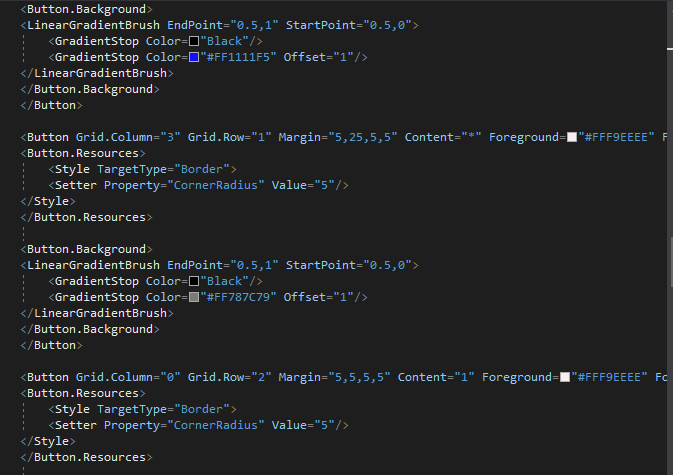 <Button.Background>
<LinearGradientBrush EndPoint="0.5,1" StartPoint="0.5,0">
<GradientStop Color="Black"/>
<GradientStop Color="#FF1111F5" Offset="1"/>
</LinearGradientBrush>
</Button.Background>
</Button>
<Button Grid.Column="3" Grid.Row="1" Margin="5,25,5,5" Content="*" Foreground="#FFF9EEEE" F
<Button.Resources>
<Style TargetType="Border">
<Setter Property="CornerRadius" Value="5"/>
</Style>
</Button.Resources>
<Button.Background>
<LinearGradientBrush EndPoint="0.5,1" StartPoint="0.5,0">
<GradientStop Color="Black"/>
<GradientStop Color="#FF787C79" Offset="1"/>
</LinearGradientBrush>
</Button.Background>
</Button>
<Button Grid.Column="0" Grid.Row="2" Margin="5,5,5,5" Content="1" Foreground="#FFF9EEEE" Fo
<Button.Resources>
<Style TargetType="Border">
<Setter Property="CornerRadius" Value="5"/>
</Style>
</Button.Resources>